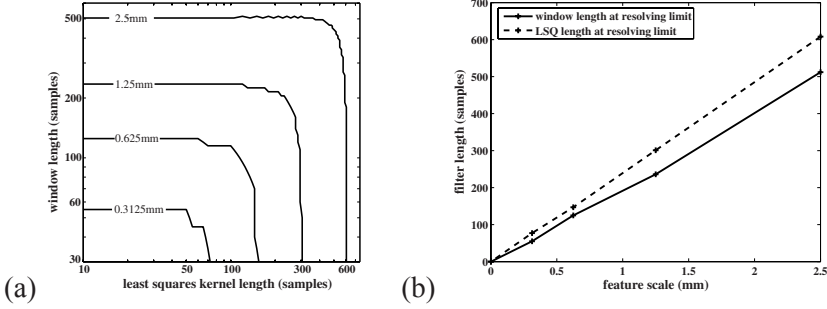 500
200
100
60
30
window length (samples)
2.5mm
1.25mm
0.625mm
0.3125mm
10
50
100
300
600
least squares kernel length (samples)
(a)
window length at resolving limit
LSQ length at resolving limit
700
600
500
400
300
200
100
0
filter length (samples)
0
0.5
1
1.5
2
2.5
feature scale (mm)
(b)